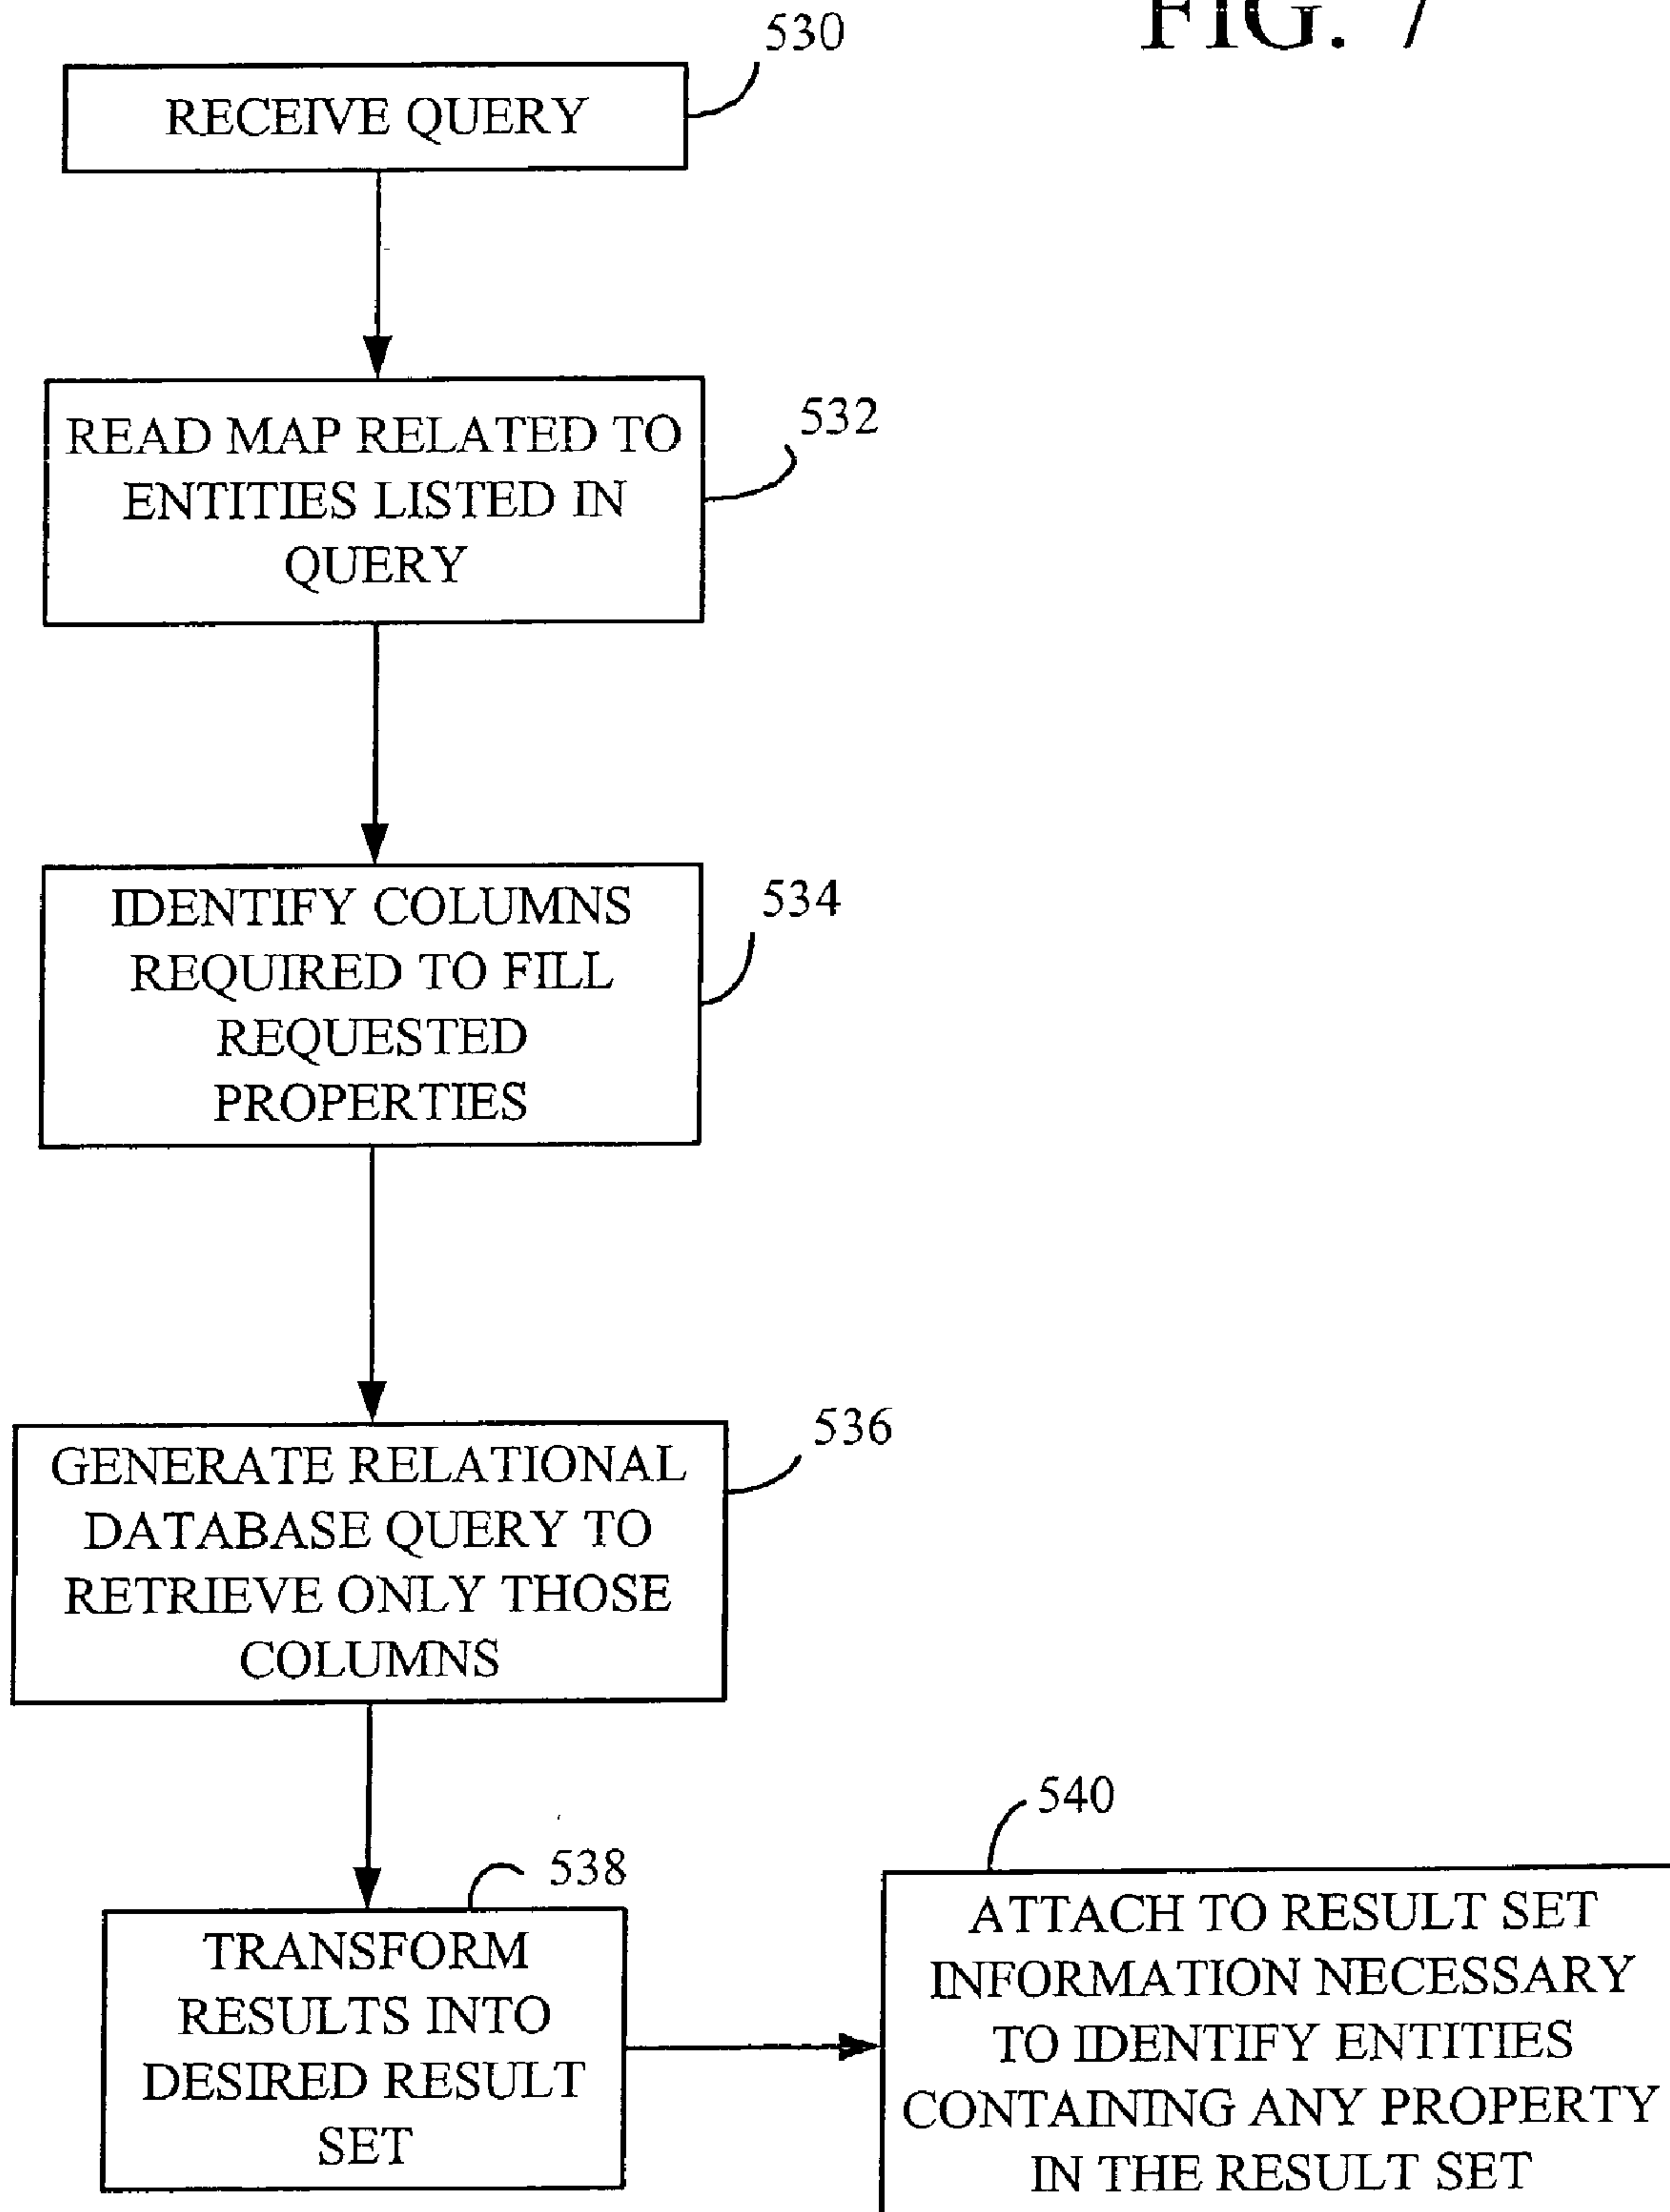 FIG. 7
530
RECEIVE QUERY
532
READ MAP RELATED TO
ENTITIES LISTED IN
QUERY
534
IDENTIFY COLUMNS
REQUIRED TO FILL
REQUESTED
PROPERTIES
536
GENERATE RELATIONAL
DATABASE QUERY TO
RETRIEVE ONLY THOSE
COLUMNS
538
TRANSFORM
RESULTS INTO
DESIRED RESULT
SET
540
ATTACH TO RESULT SET
INFORMATION NECESSARY
TO IDENTIFY ENTITIES
CONTAINING ANY PROPERTY
IN THE RESULT SET